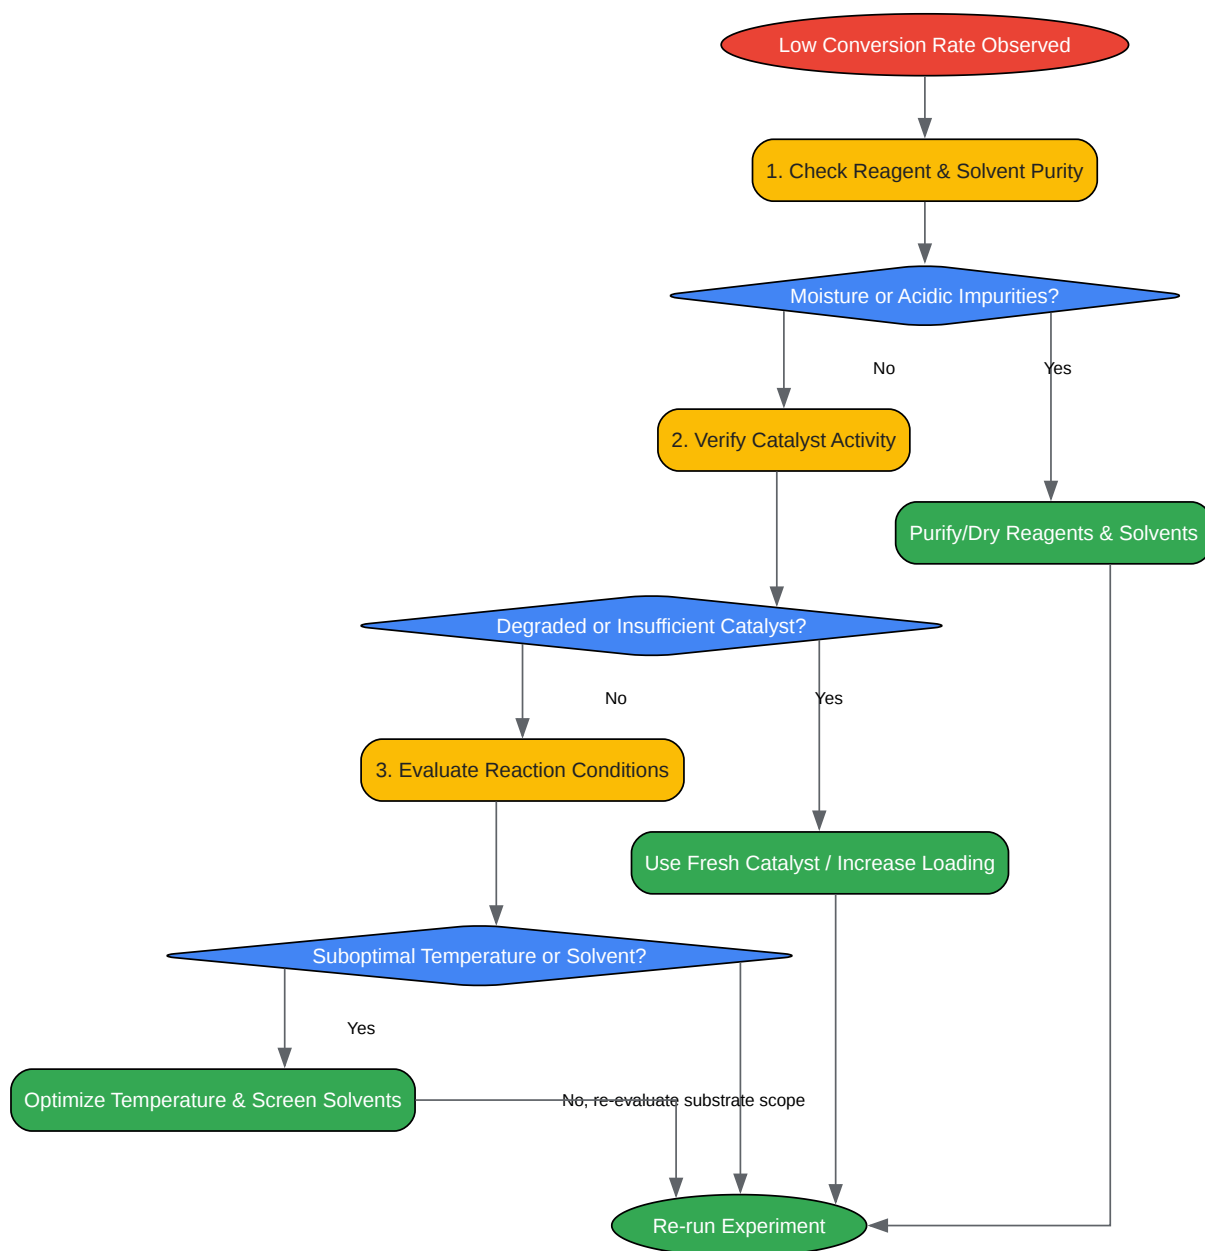 Low Conversion Rate Observed
1. Check Reagent & Solvent Purity
Moisture or Acidic Impurities?
No
Yes
2. Verify Catalyst Activity
Purify/Dry Reagents & Solvents
Degraded or Insufficient Catalyst?
No
Yes
3. Evaluate Reaction Conditions
Use Fresh Catalyst / Increase Loading
Suboptimal Temperature or Solvent?
Yes
Optimize Temperature & Screen Solvents
No, re-evaluate substrate scope
Re-run Experiment